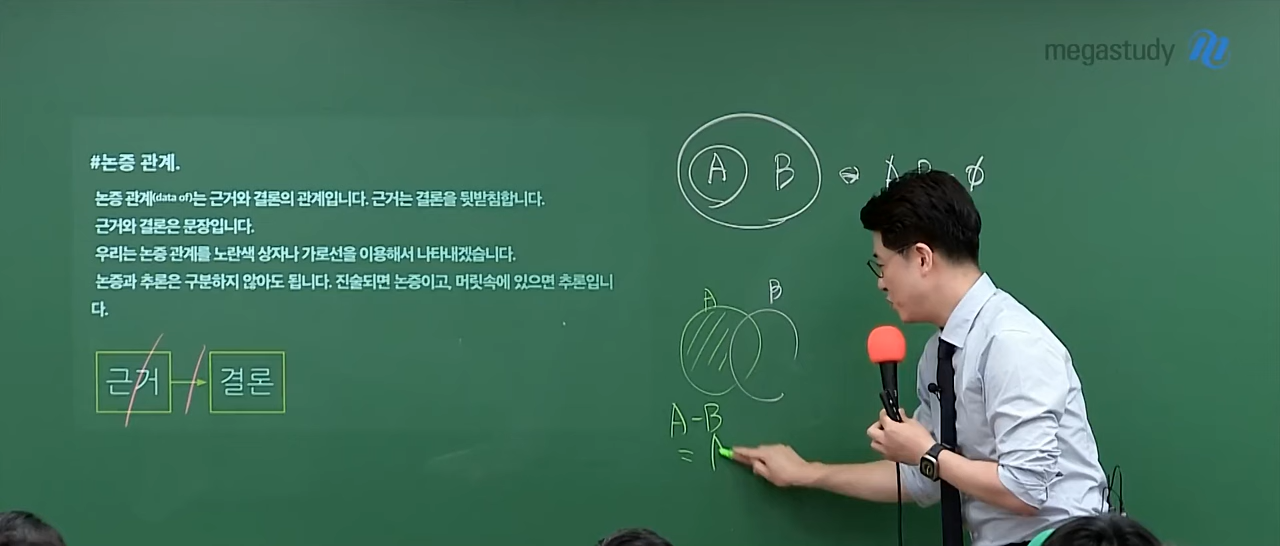 megastudy
#논증 관계.
논증 관계(data of)는 근거와 결론의 관계입니다. 근거는 결론을 뒷받침합니다.
근거와 결론은 문장입니다.
우리는 논증 관계를 노란색 상자나 가로선을 이용해서 나타내겠습니다.
논증과 추론은 구분하지 않아도 됩니다. 진술되면 논증이고, 머릿속에 있으면 추론입니
다.
근거 → 결론
A B
A B
A-B
=